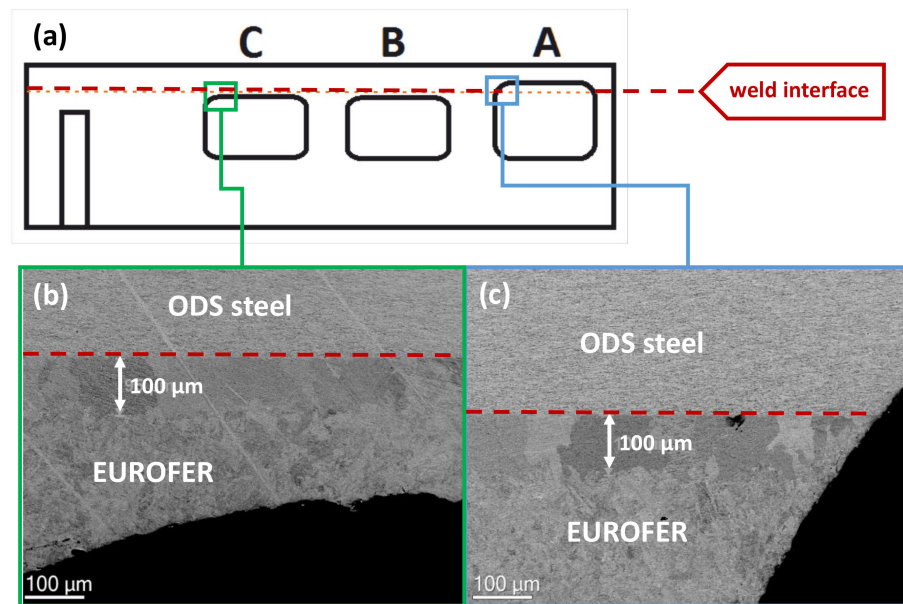 (a)
C B A
weld interface
(b)
ODS steel
100 µm
EUROFER
100 µm
(c)
ODS steel
100 µm
EUROFER
100 µm